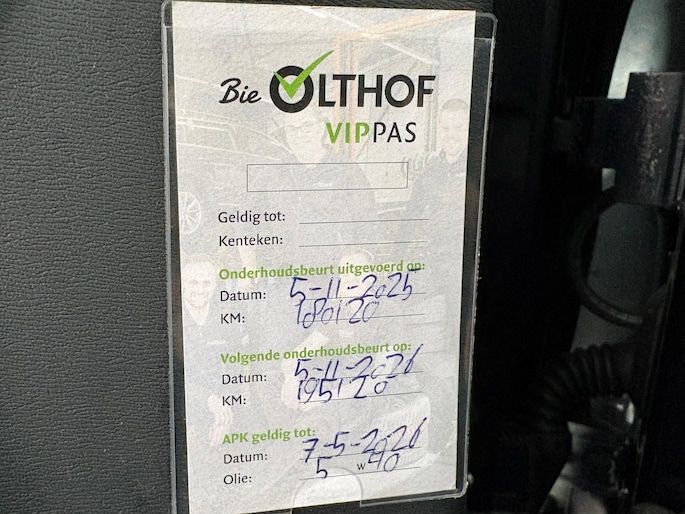 Bie OLTHOF
VIPPAS
Geldig tot:
Kenteken:
Onderhoudsbeurt uitgevoerd op:
Datum: 5-11-2025
KM: 180120
Volgende onderhoudsbeurt op:
Datum: 5-11-2026
KM: 195120
APK geldig tot:
Datum: 7-5-2026
Olie: 5 w 40